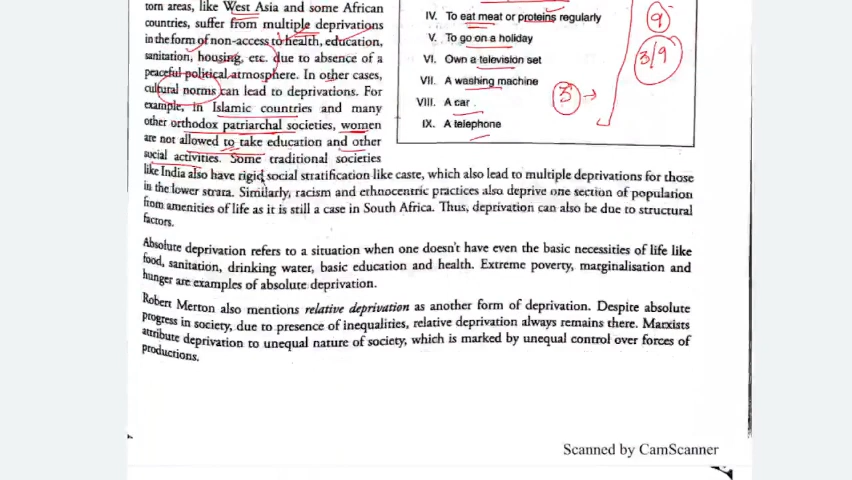 torn areas, like West Asia and some African
countries, suffer from multiple deprivations
in the form of non-access to health, education,
sanitation, housing, etc. due to absence of a
peaceful political atmosphere. In other cases,
cultural norms can lead to deprivations. For
example, in Islamic countries and many
other orthodox patriarchal societies, women
are not allowed to take education and other
social activities. Some traditional societies
IV. To eat meat or proteins regularly
V. To go on a holiday
VI. Own a television set
VII. A washing machine
VIII. A car
IX. A telephone
9
3/9
3 →
like India also have rigid social stratification like caste, which also lead to multiple deprivations for those
in the lower strata. Similarly, racism and ethnocentric practices also deprive one section of population
from amenities of life as it is still a case in South Africa. Thus, deprivation can also be due to structural
factors.
Absolute deprivation refers to a situation when one doesn't have even the basic necessities of life like
food, sanitation, drinking water, basic education and health. Extreme poverty, marginalisation and
hunger are examples of absolute deprivation.
Robert Merton also mentions relative deprivation as another form of deprivation. Despite absolute
progress in society, due to presence of inequalities, relative deprivation always remains there. Marxists
attribute deprivation to unequal nature of society, which is marked by unequal control over forces of
productions.
Scanned by CamScanner